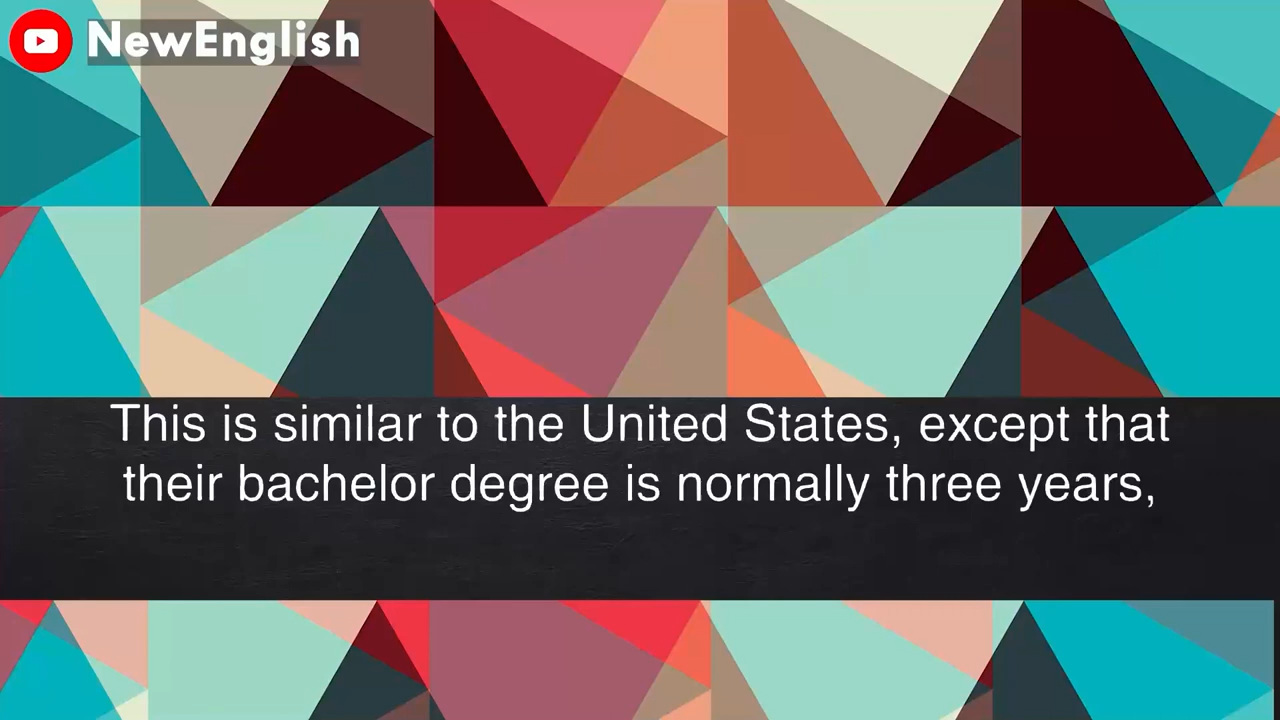 NewEnglish
This is similar to the United States, except that
their bachelor degree is normally three years,